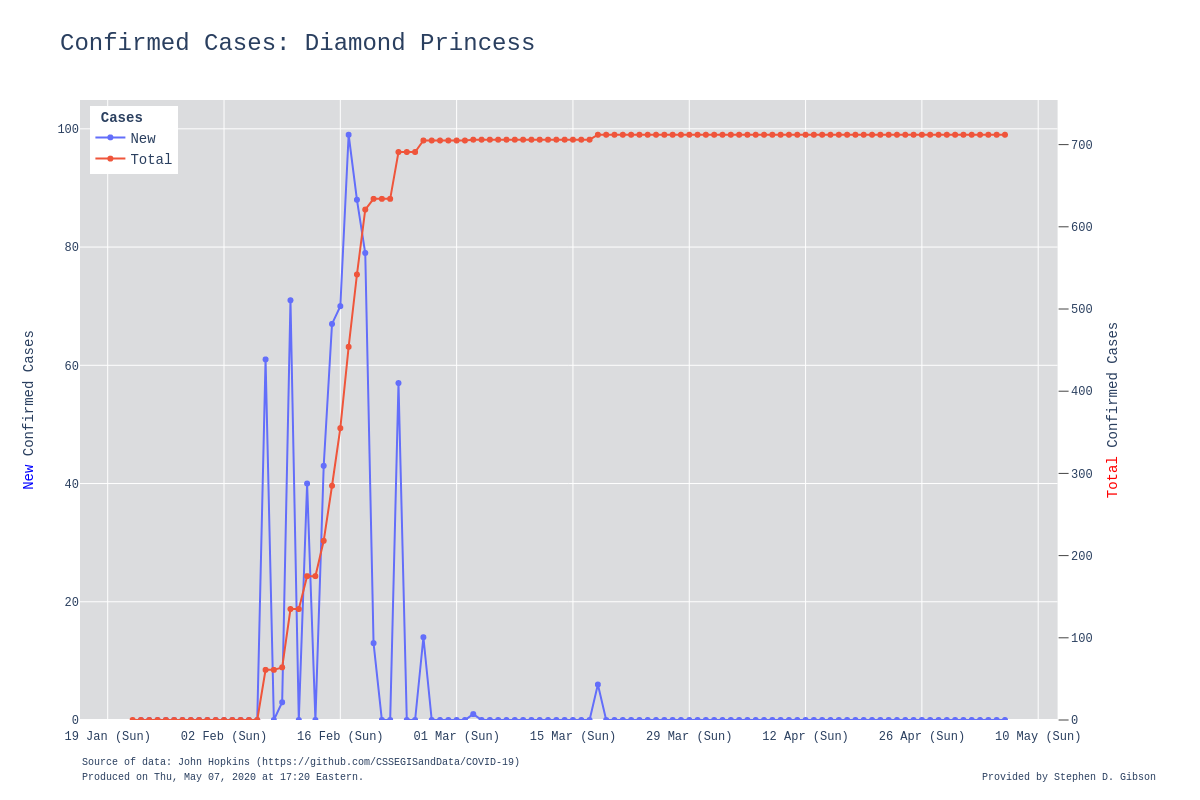 Confirmed Cases: Diamond Princess
Cases
New
Total
100
80
60
40
20
0
700
600
500
400
300
200
100
0
New Confirmed Cases
Total Confirmed Cases
19 Jan (Sun) 02 Feb (Sun) 16 Feb (Sun) 01 Mar (Sun) 15 Mar (Sun) 29 Mar (Sun) 12 Apr (Sun) 26 Apr (Sun) 10 May (Sun)
Source of data: John Hopkins (https://github.com/CSSEGISandData/COVID-19)
Produced on Thu, May 07, 2020 at 17:20 Eastern.
Provided by Stephen D. Gibson